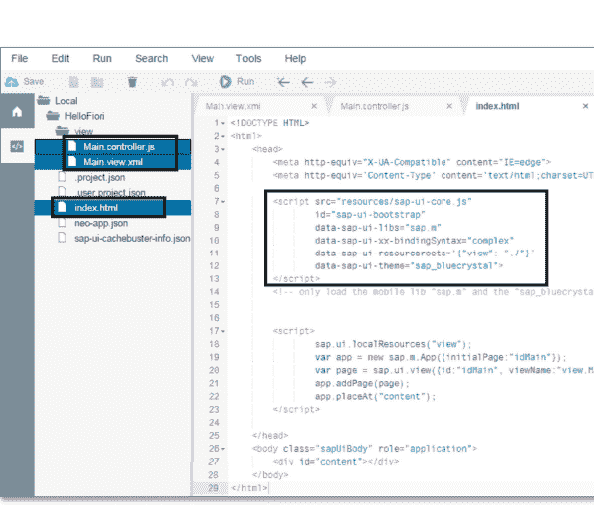 File Edit Run Search View Tools Help
Save Run
Local
HelloFiori
view
Main.controller.js
Main.view.xml
.project.json
.user.project.json
index.html
neo-app.json
sap-ui-cachebuster-info.json
Main.view.xml × Main.controller.js × index.html ×
1 <!DOCTYPE HTML>
2 <html>
3 <head>
4 <meta http-equiv="X-UA-Compatible" content="IE=edge">
5 <meta http-equiv='Content-Type' content='text/html;charset=UT
6
7 <script src="resources/sap-ui-core.js"
8 id="sap-ui-bootstrap"
9 data-sap-ui-libs="sap.m"
10 data-sap-ui-xx-bindingSyntax="complex"
11 data-sap-ui-resourceroots='{"view": "./"}'
12 data-sap-ui-theme="sap_bluecrystal">
13 </script>
14 <!-- only load the mobile lib "sap.m" and the "sap_bluecrysta
15
16
17 <script>
18 sap.ui.localResources("view");
19 var app = new sap.m.App({initialPage:"idMain"});
20 var page = sap.ui.view({id:"idMain", viewName:"view.M
21 app.addPage(page);
22 app.placeAt("content");
23 </script>
24
25 </head>
26 <body class="sapUiBody" role="application">
27 <div id="content"></div>
28 </body>
29 </html>